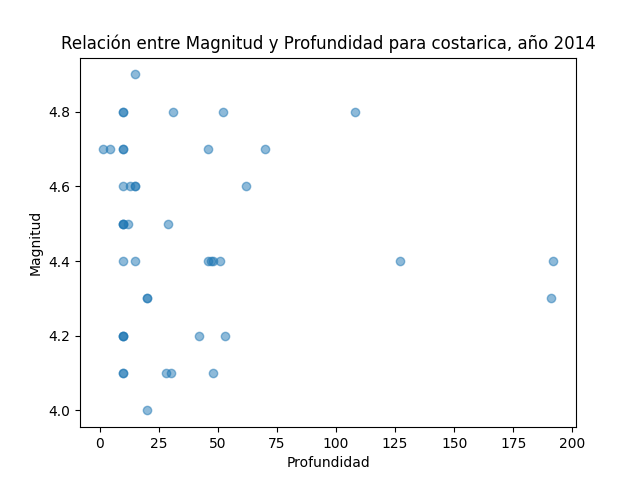 Relación entre Magnitud y Profundidad para costarica, año 2014
4.8
4.6
4.4
4.2
4.0
Magnitud
0 25 50 75 100 125 150 175 200
Profundidad